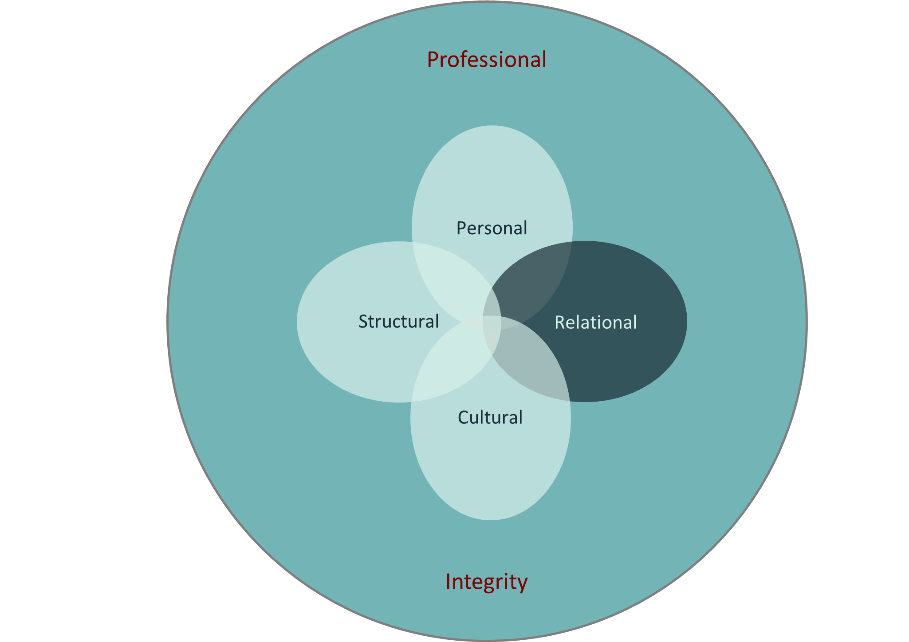 Professional
Personal
Structural
Relational
Cultural
Integrity